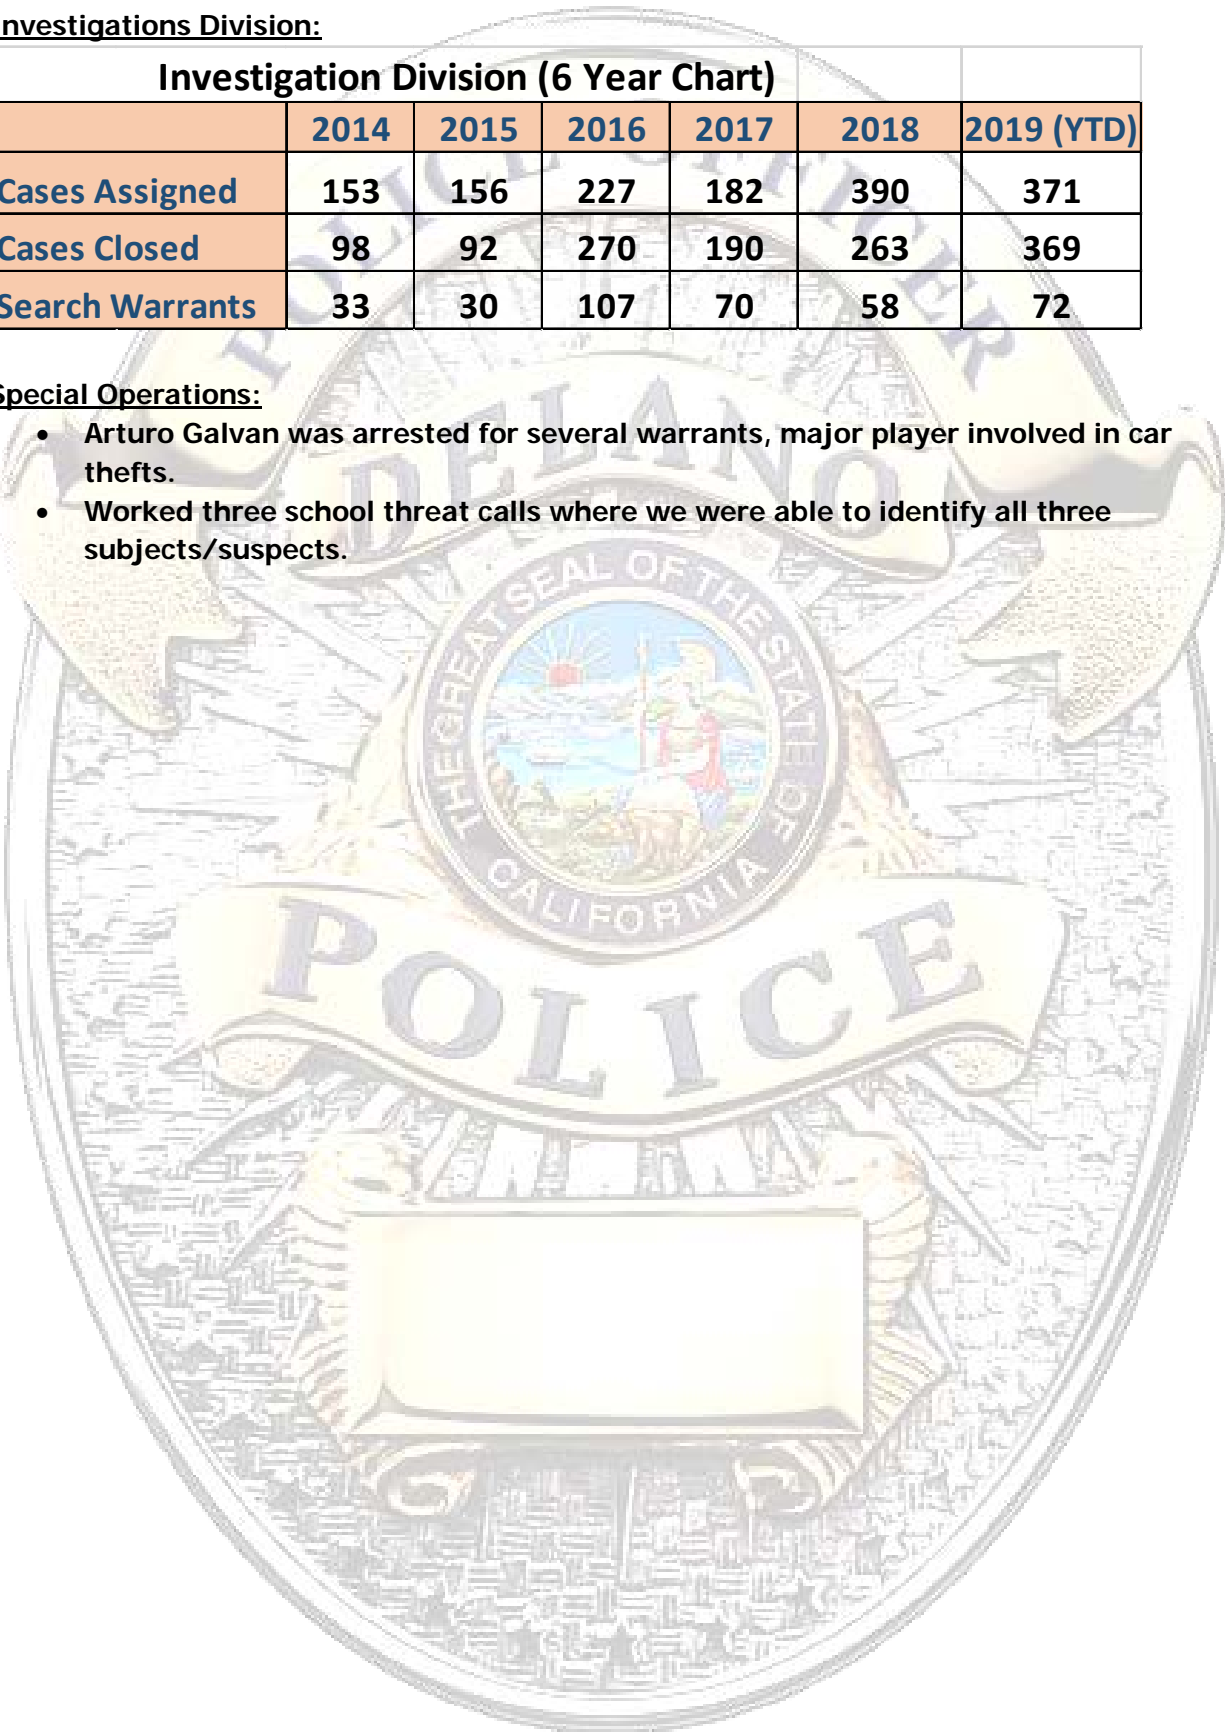 nvestigations Division:
Investigation Division (6 Year Chart)
2014 2015 2016 2017 2018 2019 (YTD)
Cases Assigned 153 156 227 182 390 371
Cases Closed 98 92 270 190 263 369
Search Warrants 33 30 107 70 58 72
Special Operations:
• Arturo Galvan was arrested for several warrants, major player involved in car
thefts.
• Worked three school threat calls where we were able to identify all three
subjects/suspects.
POLICE OFFICER
DELANO
THE GREAT SEAL OF THE STATE OF
CALIFORNIA
POLICE